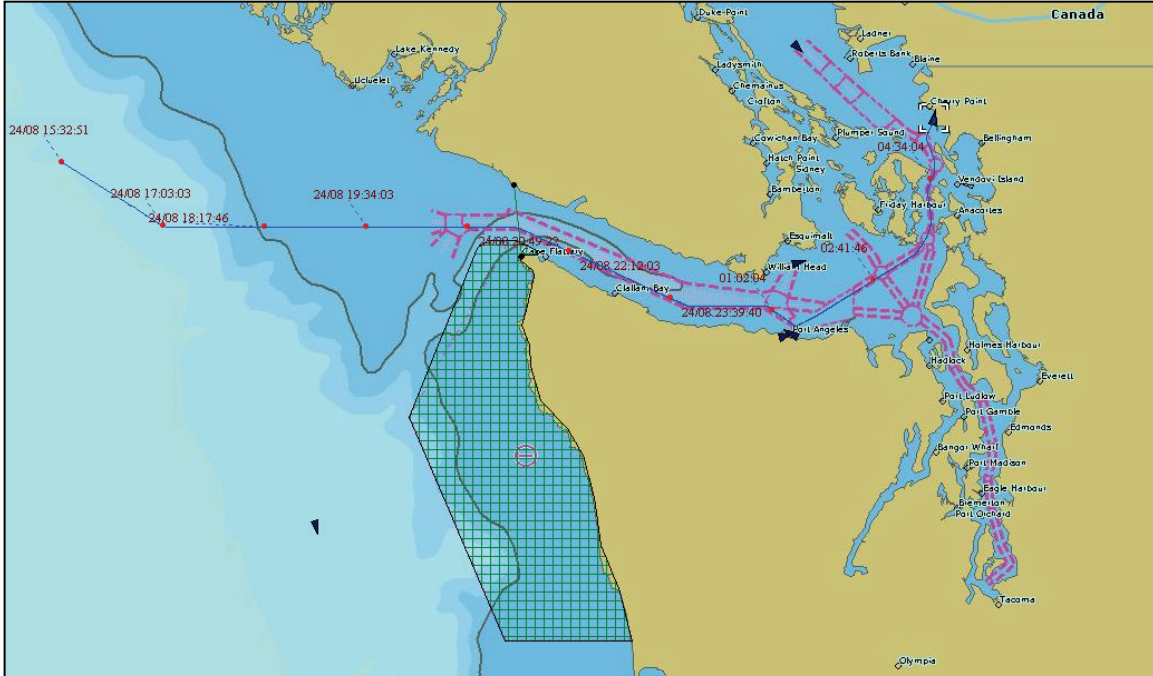 Canada
Duke Point
Ladner
Roberts Bank
Blaine
Lake Kennedy
Ucluelet
Ladysmith
Chemainus
Crofton
Cherry Point
24/08 15:32:51
Plumper Sound
Bellingham
Cowichan Bay
04:34:04
Hatch Point
Sidney
Vendovi Island
24/08 17:03:03
24/08 19:34:03
Bamberton
24/08 18:17:46
Friday Harbour
Anacortes
Esquimalt
02:41:46
Cape Flattery
24/08 22:12:03
William Head
01:02:04
Clallam Bay
24/08 23:39:40
Port Angeles
Hadlock
Holmes Harbour
Everett
Port Ludlow
Port Gamble
Edmonds
Bangor Wharf
Port Madison
Eagle Harbour
Bremerton
Port Orchard
Tacoma
Olympia